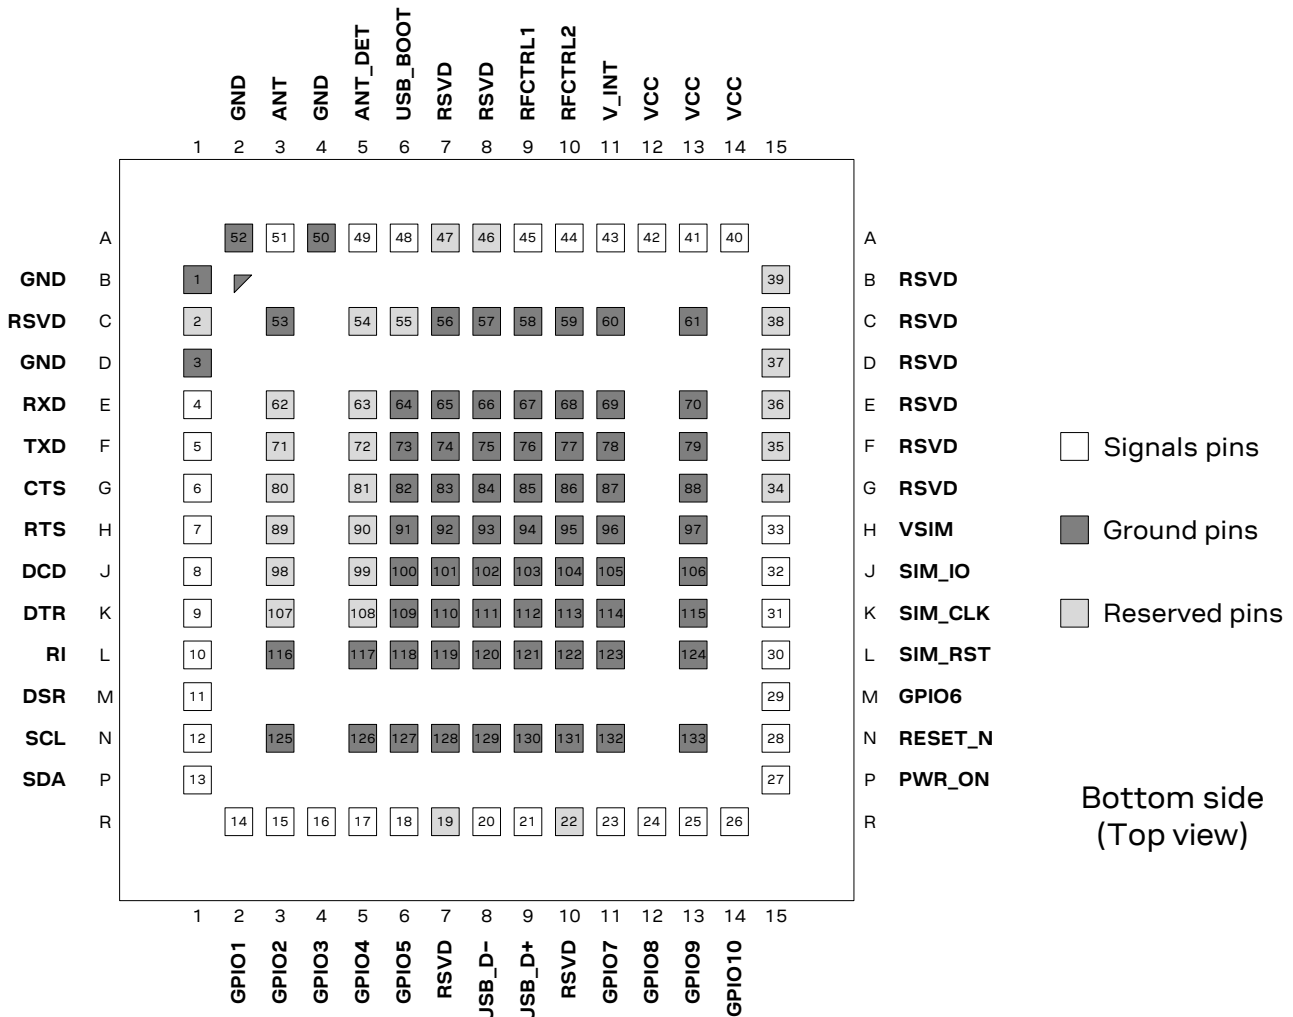 GND ANT GND ANT_DET USB_BOOT RSVD RSVD RFCTRL1 RFCTRL2 V_INT VCC VCC VCC
1 2 3 4 5 6 7 8 9 10 11 12 13 14 15
A 52 51 50 49 48 47 46 45 44 43 42 41 40 A
GND B 1 39 B RSVD
RSVD C 2 53 54 55 56 57 58 59 60 61 38 C RSVD
GND D 3 37 D RSVD
RXD E 4 62 63 64 65 66 67 68 69 70 36 E RSVD
TXD F 5 71 72 73 74 75 76 77 78 79 35 F RSVD
Signals pins
CTS G 6 80 81 82 83 84 85 86 87 88 34 G RSVD
RTS H 7 89 90 91 92 93 94 95 96 97 33 H VSIM
Ground pins
DCD J 8 98 99 100 101 102 103 104 105 106 32 J SIM_IO
DTR K 9 107 108 109 110 111 112 113 114 115 31 K SIM_CLK
Reserved pins
RI L 10 116 117 118 119 120 121 122 123 124 30 L SIM_RST
DSR M 11 29 M GPIO6
SCL N 12 125 126 127 128 129 130 131 132 133 28 N RESET_N
SDA P 13 27 P PWR_ON
Bottom side
(Top view)
R 14 15 16 17 18 19 20 21 22 23 24 25 26 R
1 2 3 4 5 6 7 8 9 10 11 12 13 14 15
GPIO1 GPIO2 GPIO3 GPIO4 GPIO5 RSVD USB_D− USB_D+ RSVD GPIO7 GPIO8 GPIO9 GPIO10